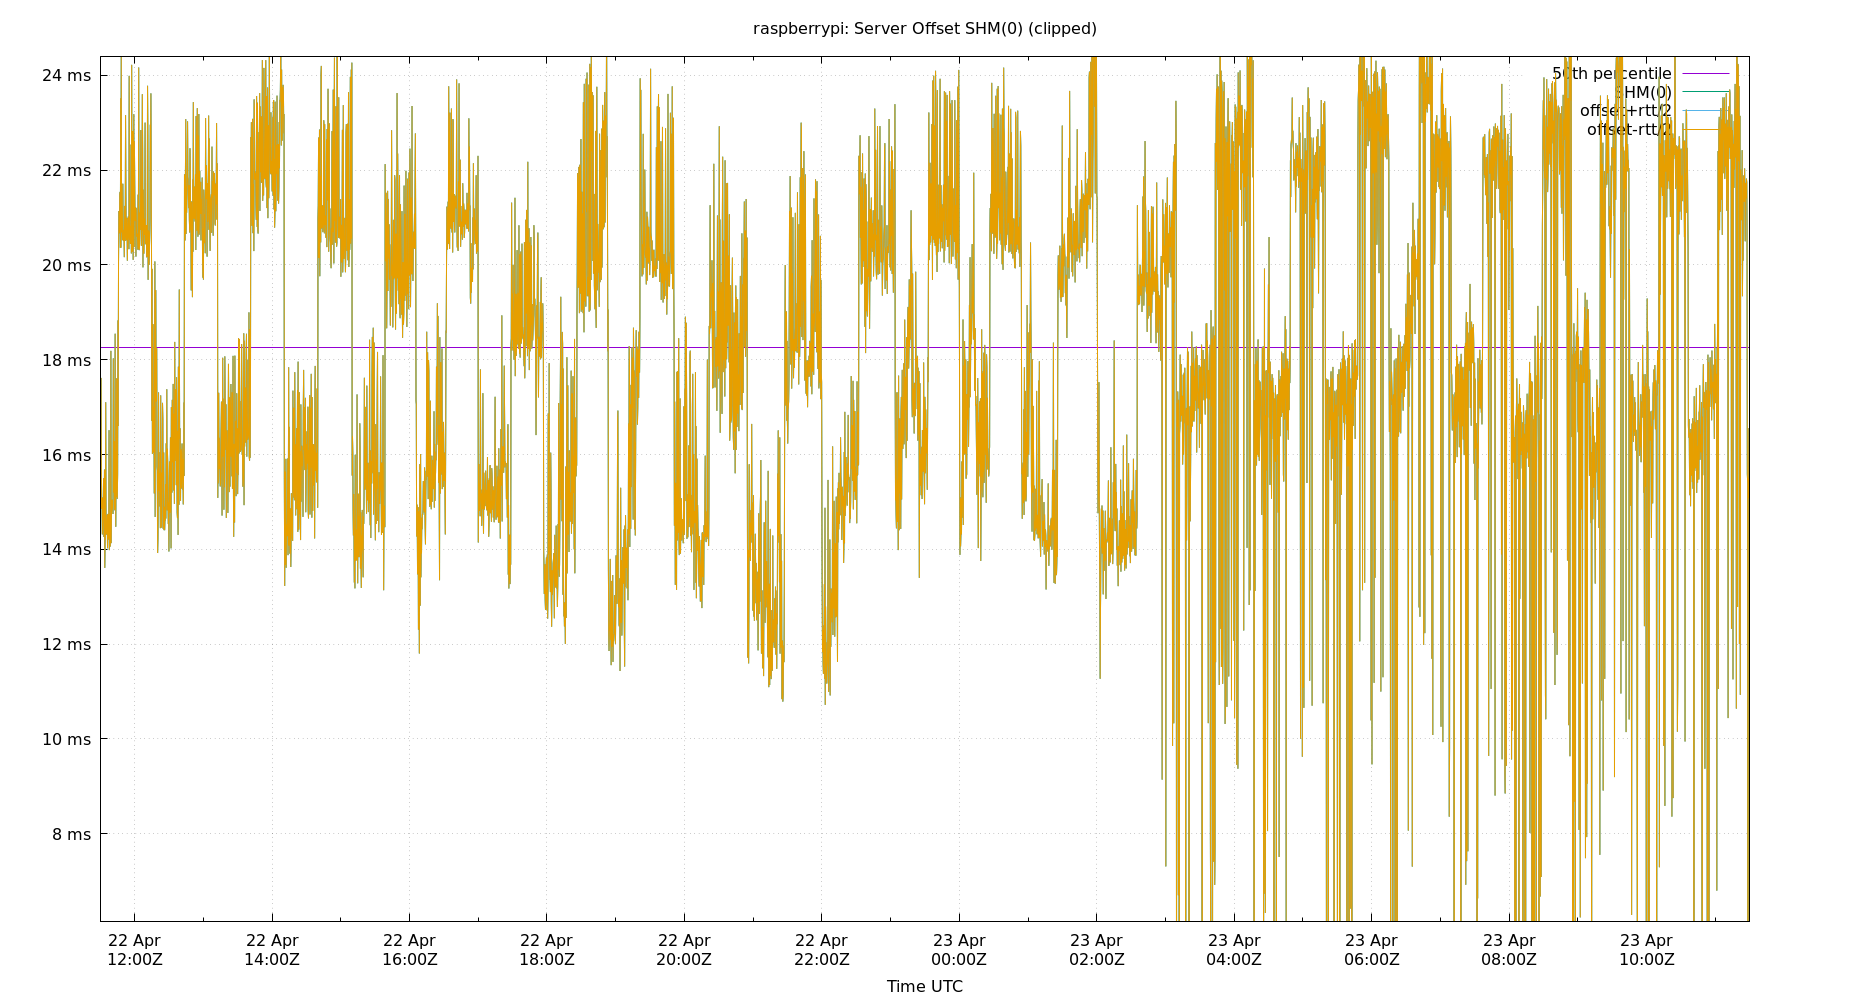 raspberrypi: Server Offset SHM(0) (clipped)
50th percentile
SHM(0)
offset+rtt/2
offset-rtt/2
24 ms
22 ms
20 ms
18 ms
16 ms
14 ms
12 ms
10 ms
8 ms
22 Apr 22 Apr 22 Apr 22 Apr 22 Apr 22 Apr 23 Apr 23 Apr 23 Apr 23 Apr 23 Apr 23 Apr
12:00Z 14:00Z 16:00Z 18:00Z 20:00Z 22:00Z 00:00Z 02:00Z 04:00Z 06:00Z 08:00Z 10:00Z
Time UTC